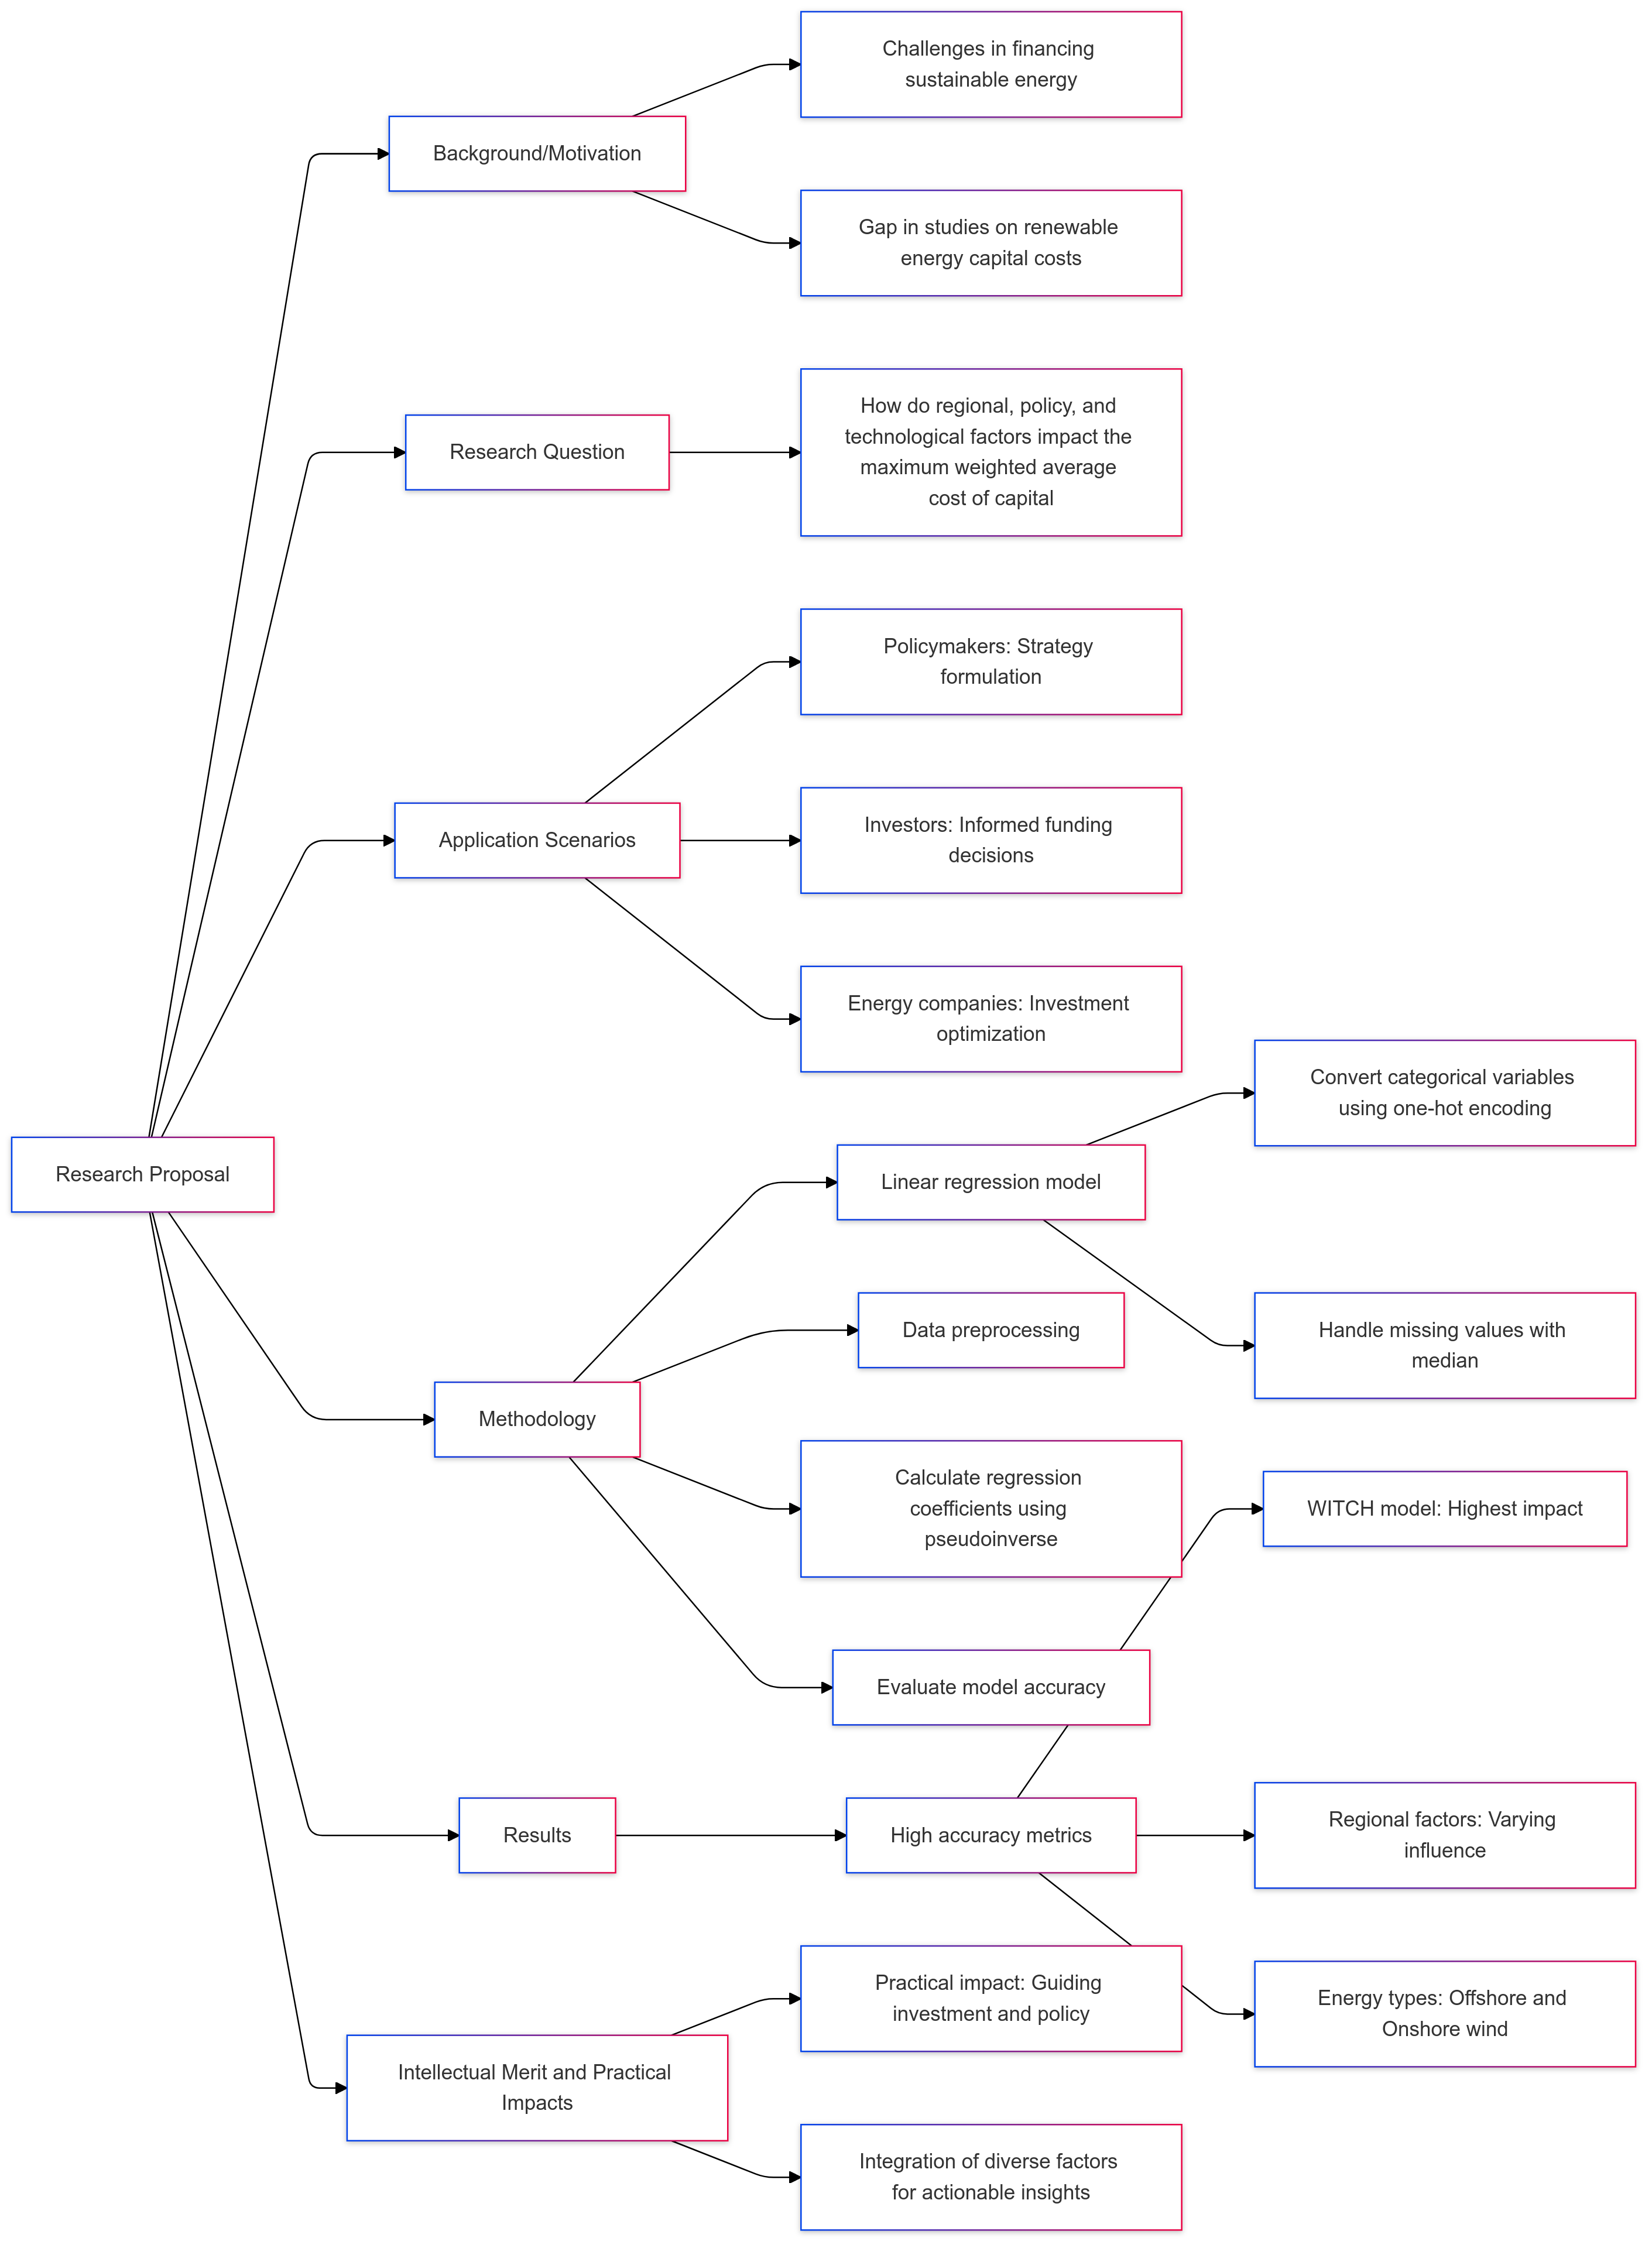 Challenges in financing
sustainable energy
Background/Motivation
Gap in studies on renewable
energy capital costs
How do regional, policy, and
technological factors impact the
maximum weighted average
cost of capital
Research Question
Policymakers: Strategy
formulation
Application Scenarios
Investors: Informed funding
decisions
Energy companies: Investment
optimization
Research Proposal
Convert categorical variables
using one-hot encoding
Linear regression model
Handle missing values with
median
Data preprocessing
Methodology
Calculate regression
coefficients using
pseudoinverse
WITCH model: Highest impact
Evaluate model accuracy
Results
High accuracy metrics
Regional factors: Varying
influence
Energy types: Offshore and
Onshore wind
Practical impact: Guiding
investment and policy
Intellectual Merit and Practical
Impacts
Integration of diverse factors
for actionable insights